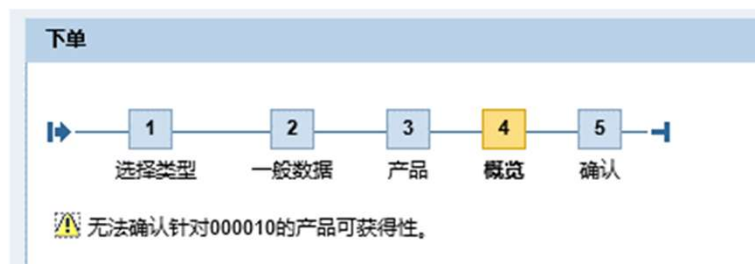 下单
1 2 3 4 5
选择类型 一般数据 产品 概览 确认
无法确认针对000010的产品可获得性。